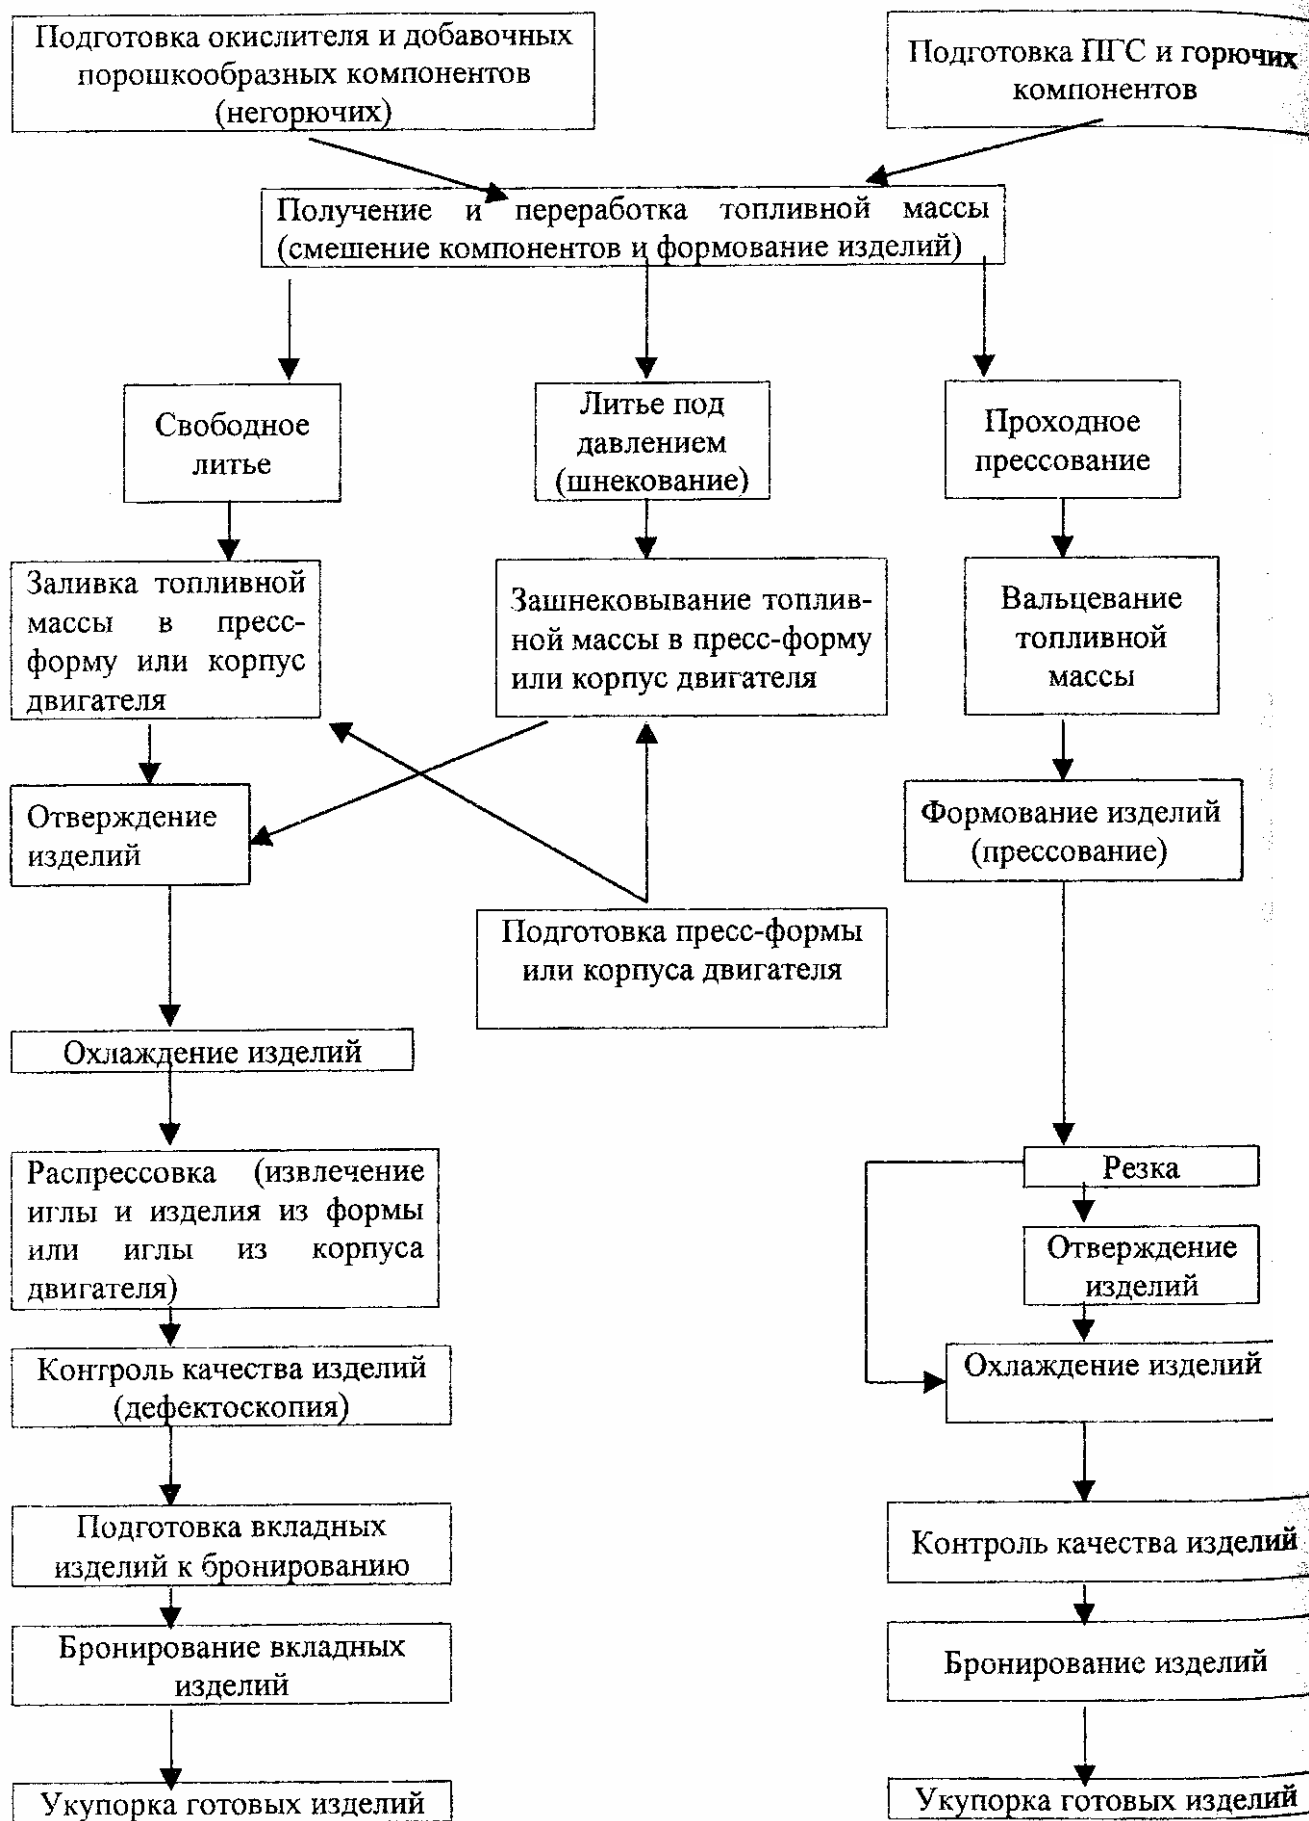 Подготовка окислителя и добавочных
порошкообразных компонентов
(негорючих)
Подготовка ПГС и горючих
компонентов
Получение и переработка топливной массы
(смешение компонентов и формование изделий)
Свободное
литье
Литье под
давлением
(шнекование)
Проходное
прессование
Заливка топливной
массы в пресс-
форму или корпус
двигателя
Зашнековывание топлив-
ной массы в пресс-форму
или корпус двигателя
Вальцевание
топливной
массы
Отверждение
изделий
Формование изделий
(прессование)
Подготовка пресс-формы
или корпуса двигателя
Охлаждение изделий
Распрессовка (извлечение
иглы и изделия из формы
или иглы из корпуса
двигателя)
Резка
Отверждение
изделий
Контроль качества изделий
(дефектоскопия)
Охлаждение изделий
Подготовка вкладных
изделий к бронированию
Контроль качества изделий
Бронирование вкладных
изделий
Бронирование изделий
Укупорка готовых изделий
Укупорка готовых изделий